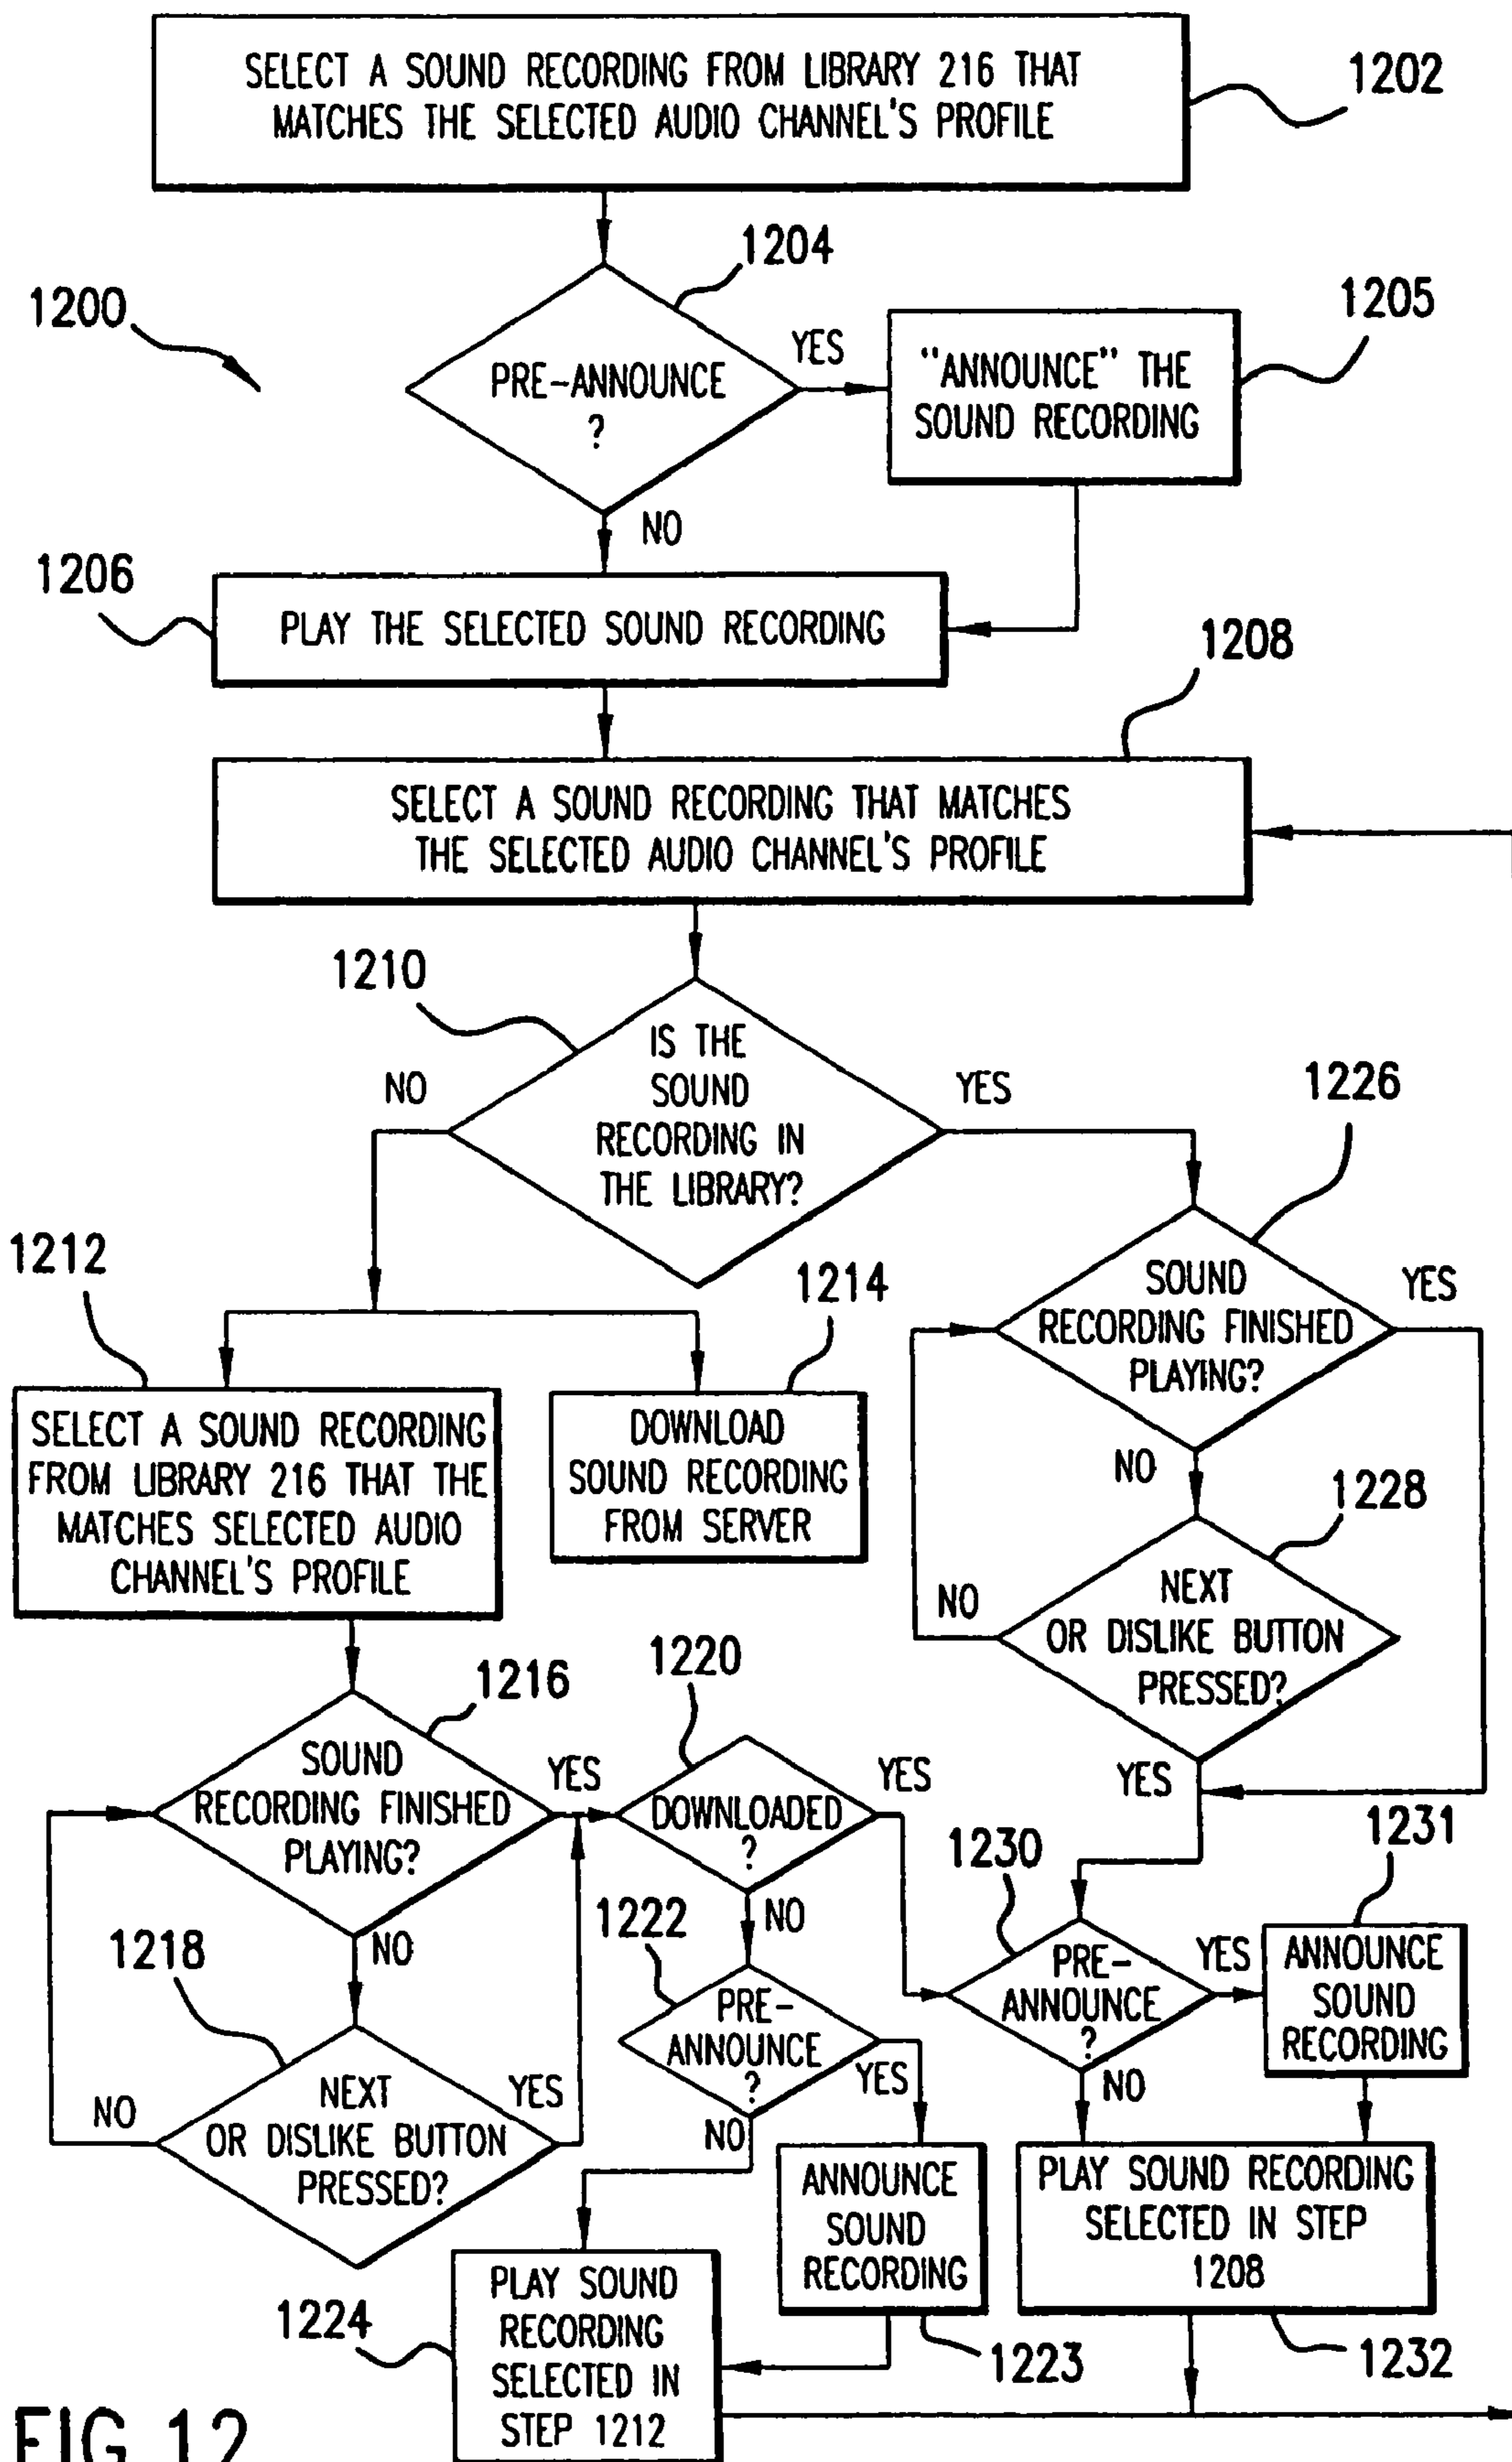 SELECT A SOUND RECORDING FROM LIBRARY 216 THAT
MATCHES THE SELECTED AUDIO CHANNEL'S PROFILE
1202
1204
1200
PRE-ANNOUNCE
?
YES
"ANNOUNCE" THE
SOUND RECORDING
1205
NO
1206
PLAY THE SELECTED SOUND RECORDING
1208
SELECT A SOUND RECORDING THAT MATCHES
THE SELECTED AUDIO CHANNEL'S PROFILE
1210
IS THE
SOUND
RECORDING IN
THE LIBRARY?
NO
YES
1226
1212
1214
SOUND
RECORDING FINISHED
PLAYING?
YES
NO
SELECT A SOUND RECORDING
FROM LIBRARY 216 THAT THE
MATCHES SELECTED AUDIO
CHANNEL'S PROFILE
DOWNLOAD
SOUND RECORDING
FROM SERVER
1228
NEXT
OR DISLIKE BUTTON
PRESSED?
NO
YES
1216
SOUND
RECORDING FINISHED
PLAYING?
YES
NO
1220
DOWNLOADED
?
YES
NO
1218
NEXT
OR DISLIKE BUTTON
PRESSED?
NO
YES
1222
PRE-
ANNOUNCE
?
YES
NO
1230
PRE-
ANNOUNCE
?
YES
NO
1231
ANNOUNCE
SOUND
RECORDING
ANNOUNCE
SOUND
RECORDING
1223
PLAY SOUND RECORDING
SELECTED IN STEP
1208
1232
1224
PLAY SOUND
RECORDING
SELECTED IN
STEP 1212
FIG.12